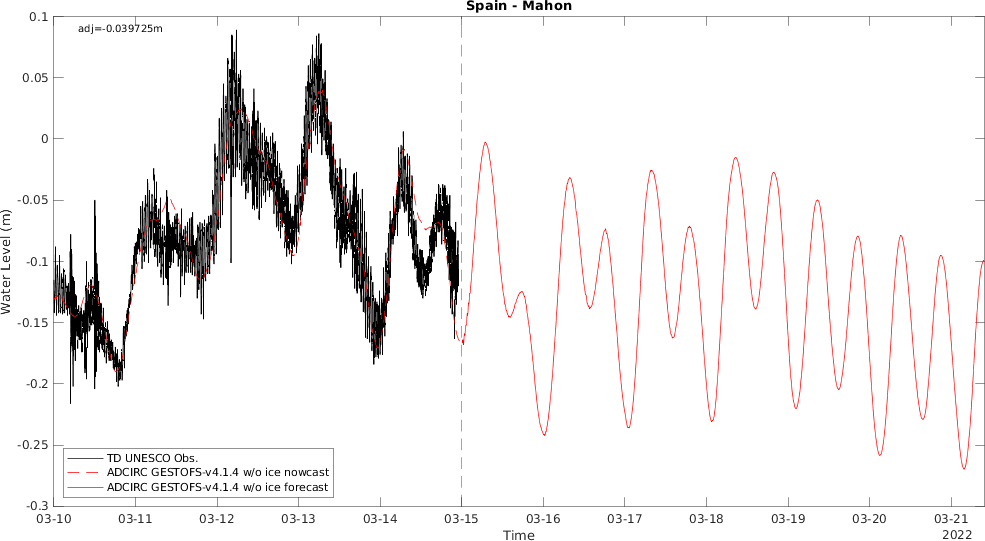 Spain - Mahon
adj=-0.039725m
0.1
0.05
0
-0.05
-0.1
-0.15
-0.2
-0.25
-0.3
Water Level (m)
TD UNESCO Obs.
ADCIRC GESTOFS-v4.1.4 w/o ice nowcast
ADCIRC GESTOFS-v4.1.4 w/o ice forecast
03-10 03-11 03-12 03-13 03-14 03-15 03-16 03-17 03-18 03-19 03-20 03-21
Time
2022